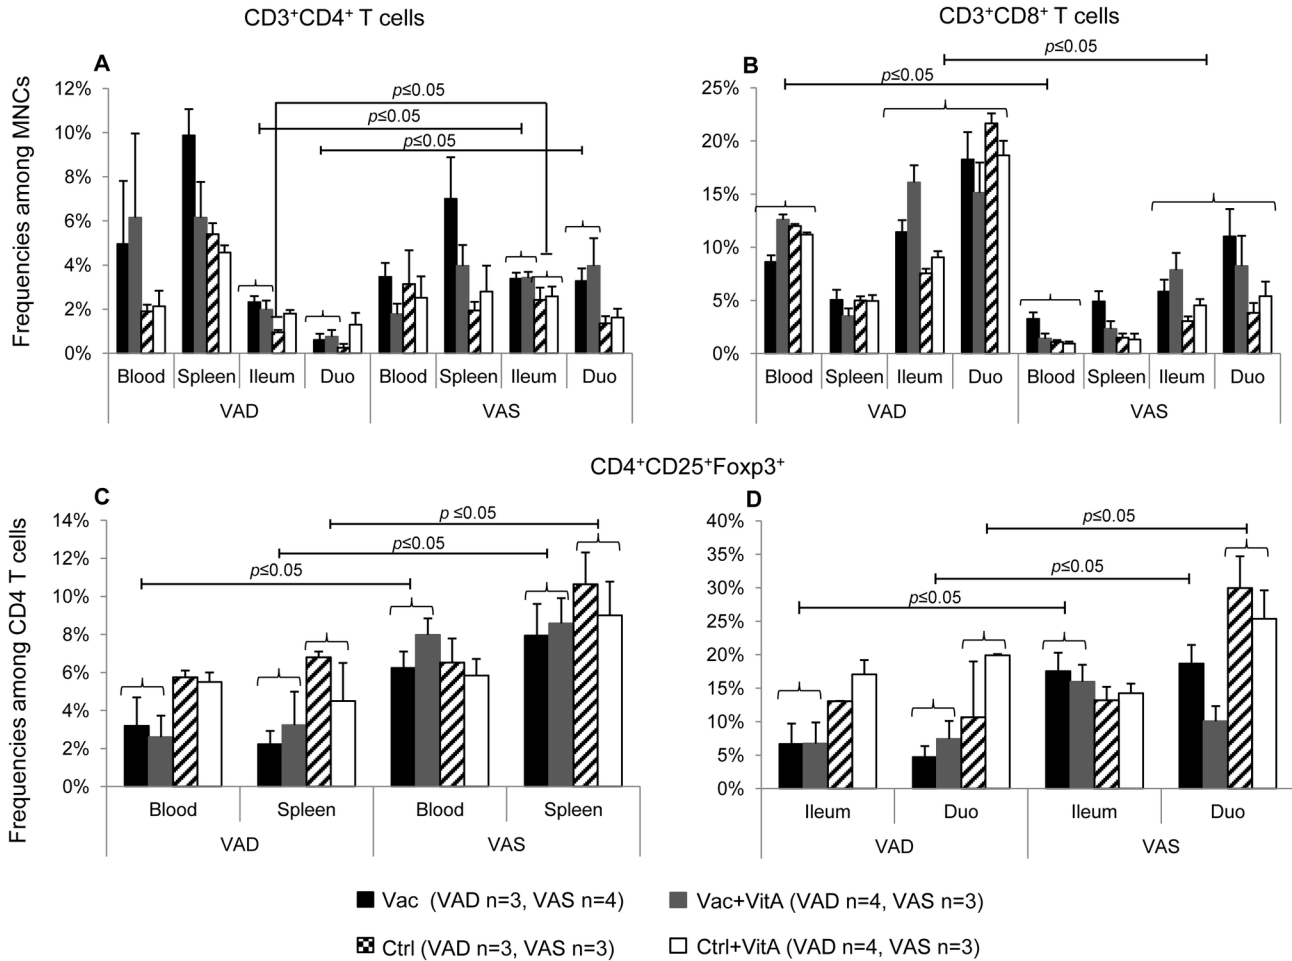 CD3+CD4+ T cells
CD3+CD8+ T cells
A
Frequencies among MNCs
12%
10%
8%
6%
4%
2%
0%
p≤0.05
p≤0.05
p≤0.05
Blood Spleen Ileum Duo Blood Spleen Ileum Duo
VAD VAS
B
25%
20%
15%
10%
5%
0%
p≤0.05
p≤0.05
Blood Spleen Ileum Duo Blood Spleen Ileum Duo
VAD VAS
CD4+CD25+Foxp3+
C
Frequencies among CD4 T cells
14%
12%
10%
8%
6%
4%
2%
0%
p ≤0.05
p≤0.05
p≤0.05
Blood Spleen Blood Spleen
VAD VAS
D
40%
35%
30%
25%
20%
15%
10%
5%
0%
p≤0.05
p≤0.05
p≤0.05
Ileum Duo Ileum Duo
VAD VAS
Vac (VAD n=3, VAS n=4)
Vac+VitA (VAD n=4, VAS n=3)
Ctrl (VAD n=3, VAS n=3)
Ctrl+VitA (VAD n=4, VAS n=3)